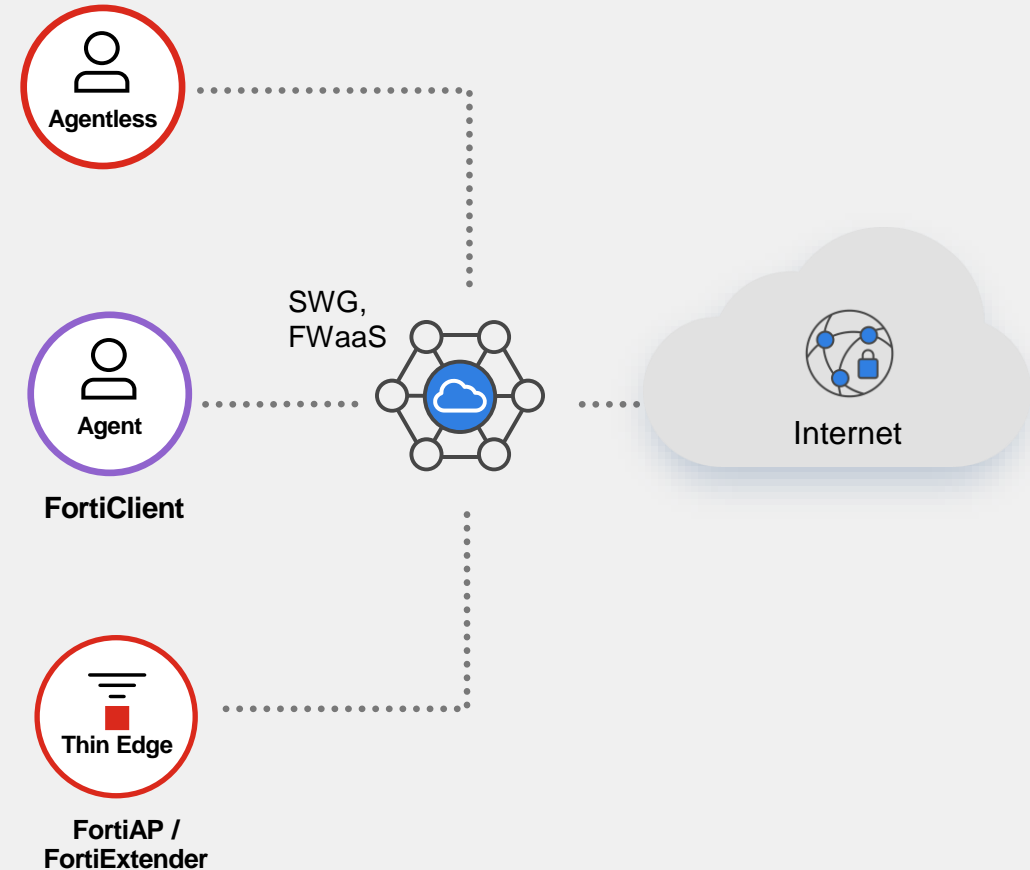 Agentless
SWG,
FWaaS
Agent
FortiClient
Internet
Thin Edge
FortiAP /
FortiExtender